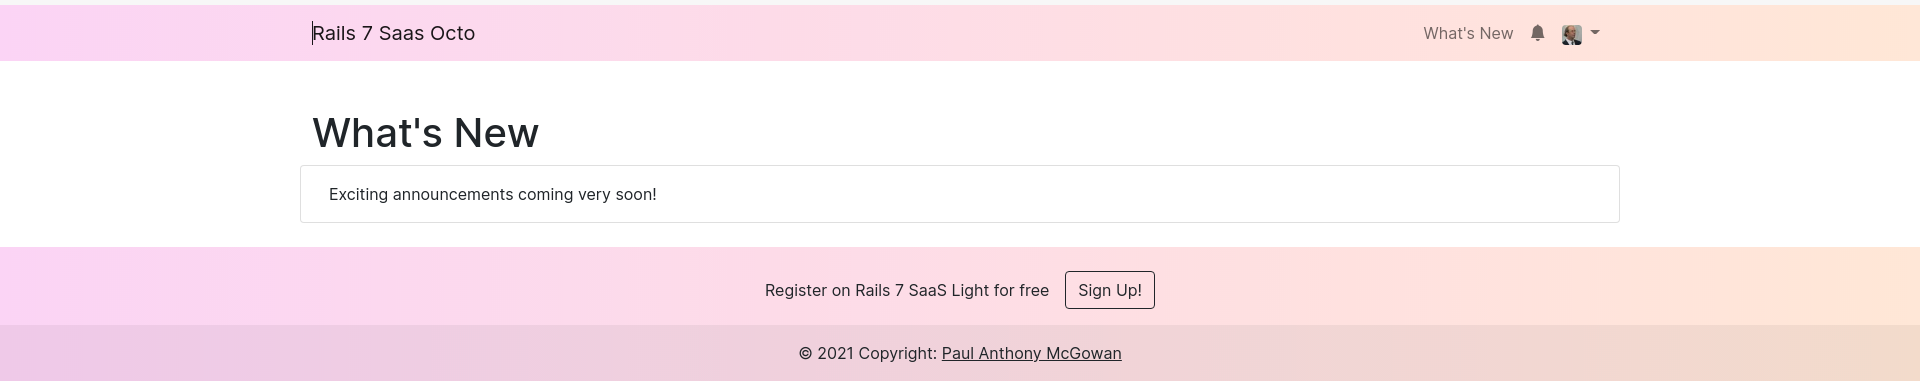 Rails 7 Saas Octo
What's New
What's New
Exciting announcements coming very soon!
Register on Rails 7 SaaS Light for free Sign Up!
© 2021 Copyright: Paul Anthony McGowan